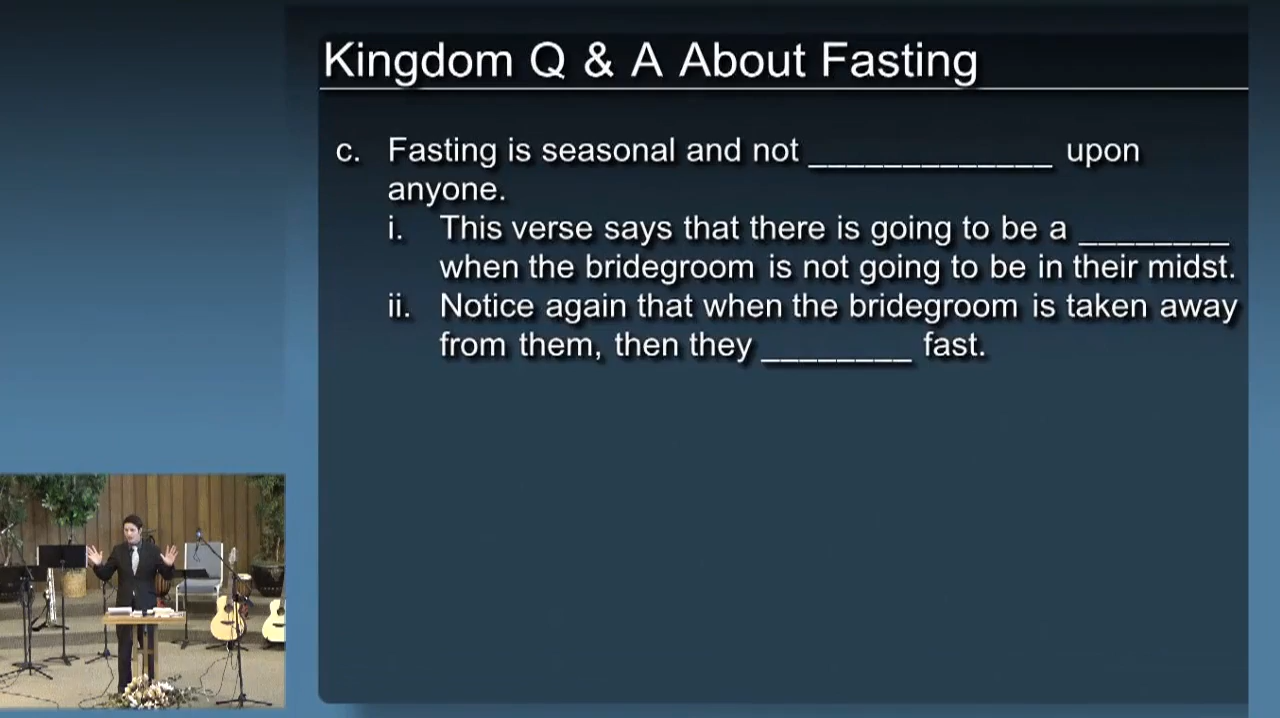 Kingdom Q & A About Fasting
c. Fasting is seasonal and not _____________ upon
anyone.
i. This verse says that there is going to be a ________
when the bridegroom is not going to be in their midst.
ii. Notice again that when the bridegroom is taken away
from them, then they ________ fast.